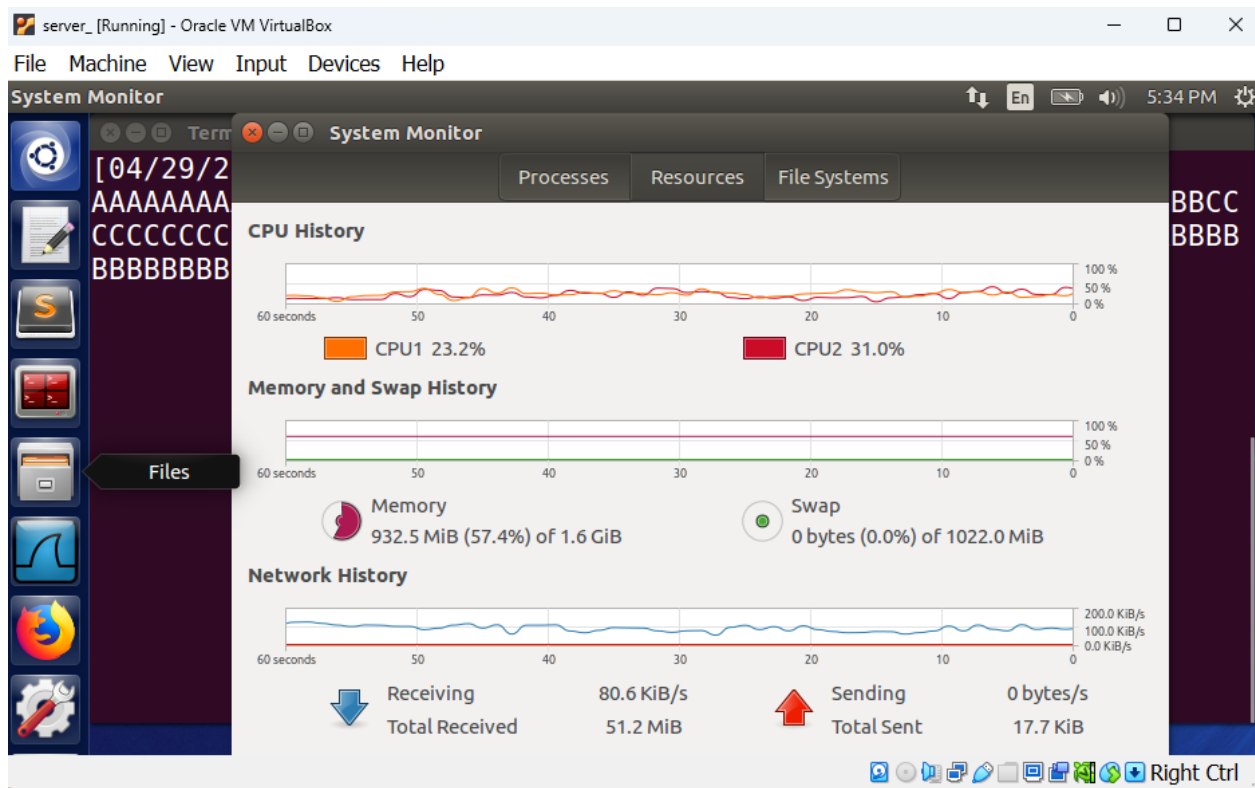 server_ [Running] - Oracle VM VirtualBox
File Machine View Input Devices Help
System Monitor En 5:34 PM
Term System Monitor
[04/29/2
Processes Resources File Systems
AAAAAAAA BBCC
CCCCCCCC BBBB
BBBBBBBB
CPU History
100 %
50 %
0 %
60 seconds 50 40 30 20 10 0
CPU1 23.2% CPU2 31.0%
Memory and Swap History
100 %
50 %
0 %
Files
60 seconds 50 40 30 20 10 0
Memory Swap
932.5 MiB (57.4%) of 1.6 GiB 0 bytes (0.0%) of 1022.0 MiB
Network History
200.0 KiB/s
100.0 KiB/s
0.0 KiB/s
60 seconds 50 40 30 20 10 0
Receiving 80.6 KiB/s Sending 0 bytes/s
Total Received 51.2 MiB Total Sent 17.7 KiB
Right Ctrl